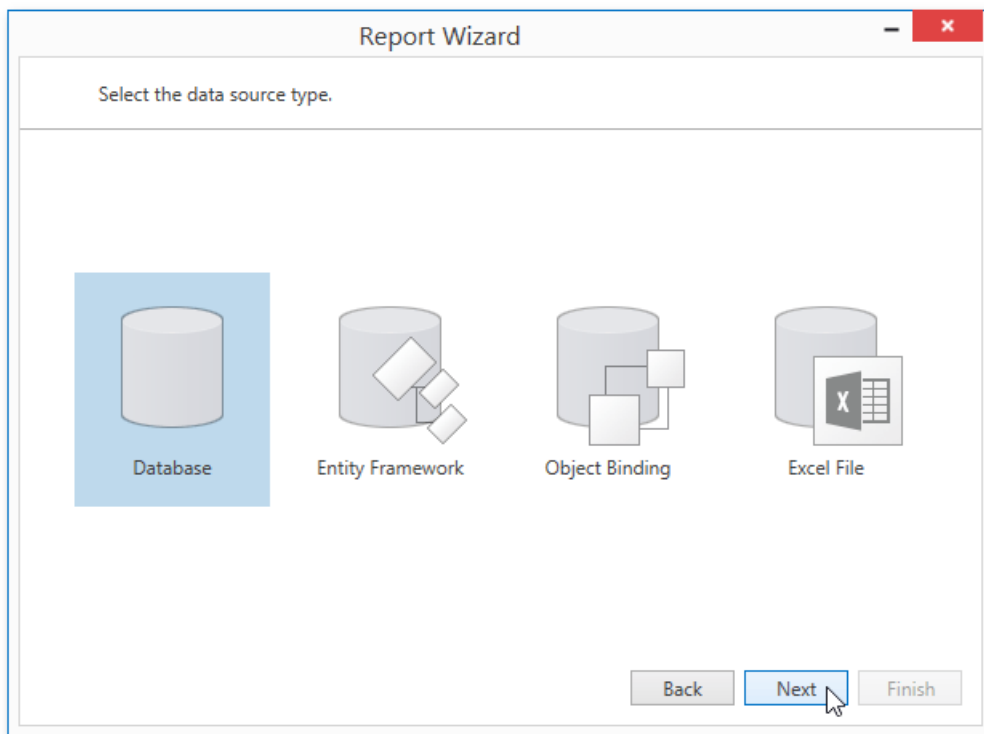 Report Wizard
Select the data source type.
Database
Entity Framework
Object Binding
X
Excel File
Back
Next
Finish